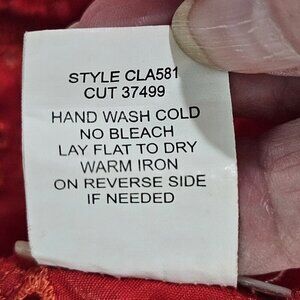 STYLE CLA581
CUT 37499
HAND WASH COLD
NO BLEACH
LAY FLAT TO DRY
WARM IRON
ON REVERSE SIDE
IF NEEDED